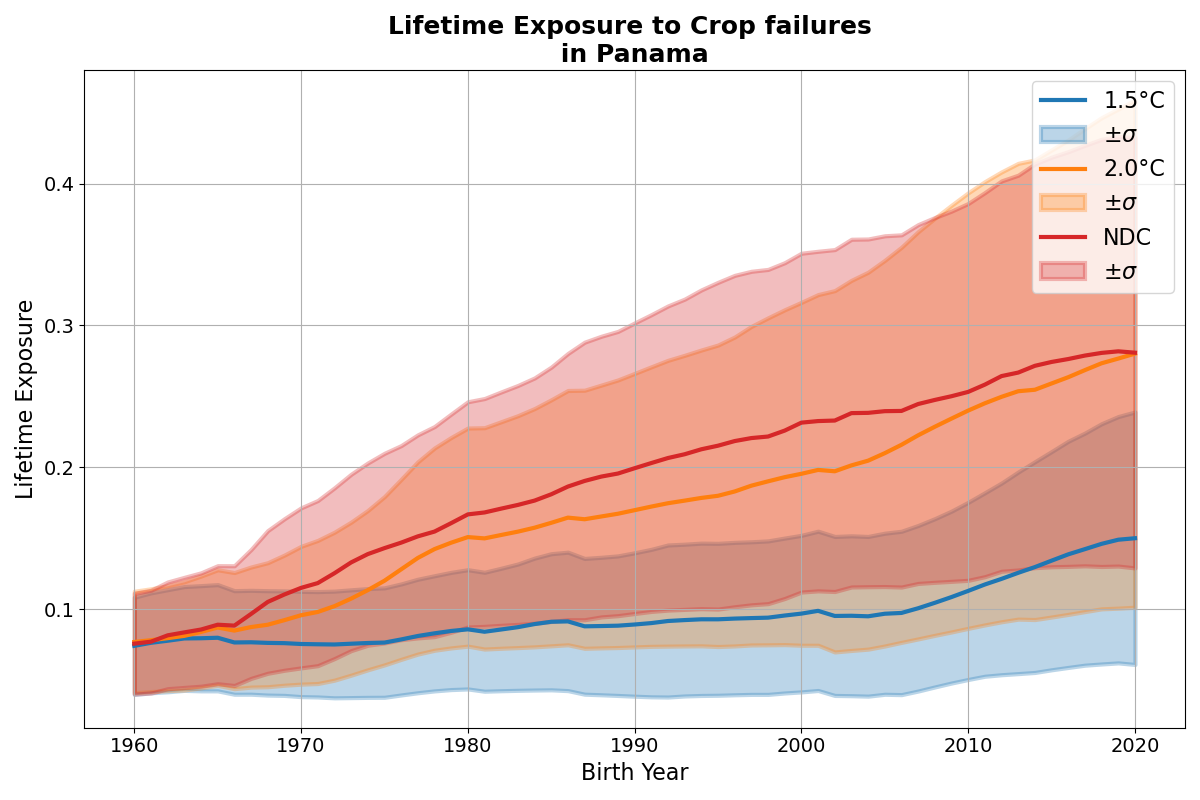 Lifetime Exposure to Crop failures
in Panama
1.5°C
±σ
2.0°C
±σ
NDC
±σ
Lifetime Exposure
0.4
0.3
0.2
0.1
1960 1970 1980 1990 2000 2010 2020
Birth Year